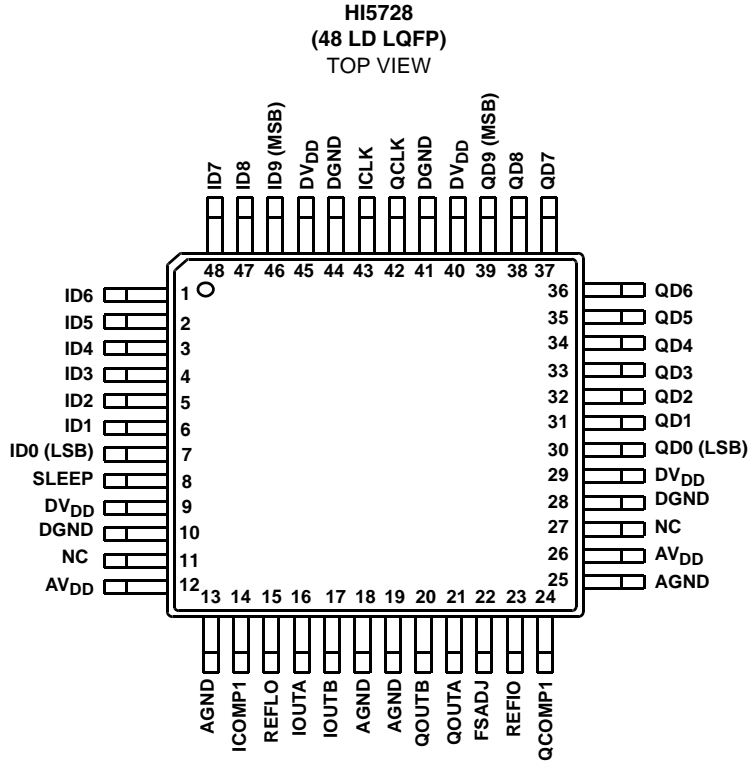 HI5728
(48 LD LQFP)
TOP VIEW
ID7
ID8
ID9 (MSB)
DVDD
DGND
ICLK
QCLK
DGND
DVDD
QD9 (MSB)
QD8
QD7
48 47 46 45 44 43 42 41 40 39 38 37
ID6 1
ID5 2
ID4 3
ID3 4
ID2 5
ID1 6
ID0 (LSB) 7
SLEEP 8
DVDD 9
DGND 10
NC 11
AVDD 12
36 QD6
35 QD5
34 QD4
33 QD3
32 QD2
31 QD1
30 QD0 (LSB)
29 DVDD
28 DGND
27 NC
26 AVDD
25 AGND
13 14 15 16 17 18 19 20 21 22 23 24
AGND
ICOMP1
REFLO
IOUTA
IOUTB
AGND
AGND
QOUTB
QOUTA
FSADJ
REFIO
QCOMP1